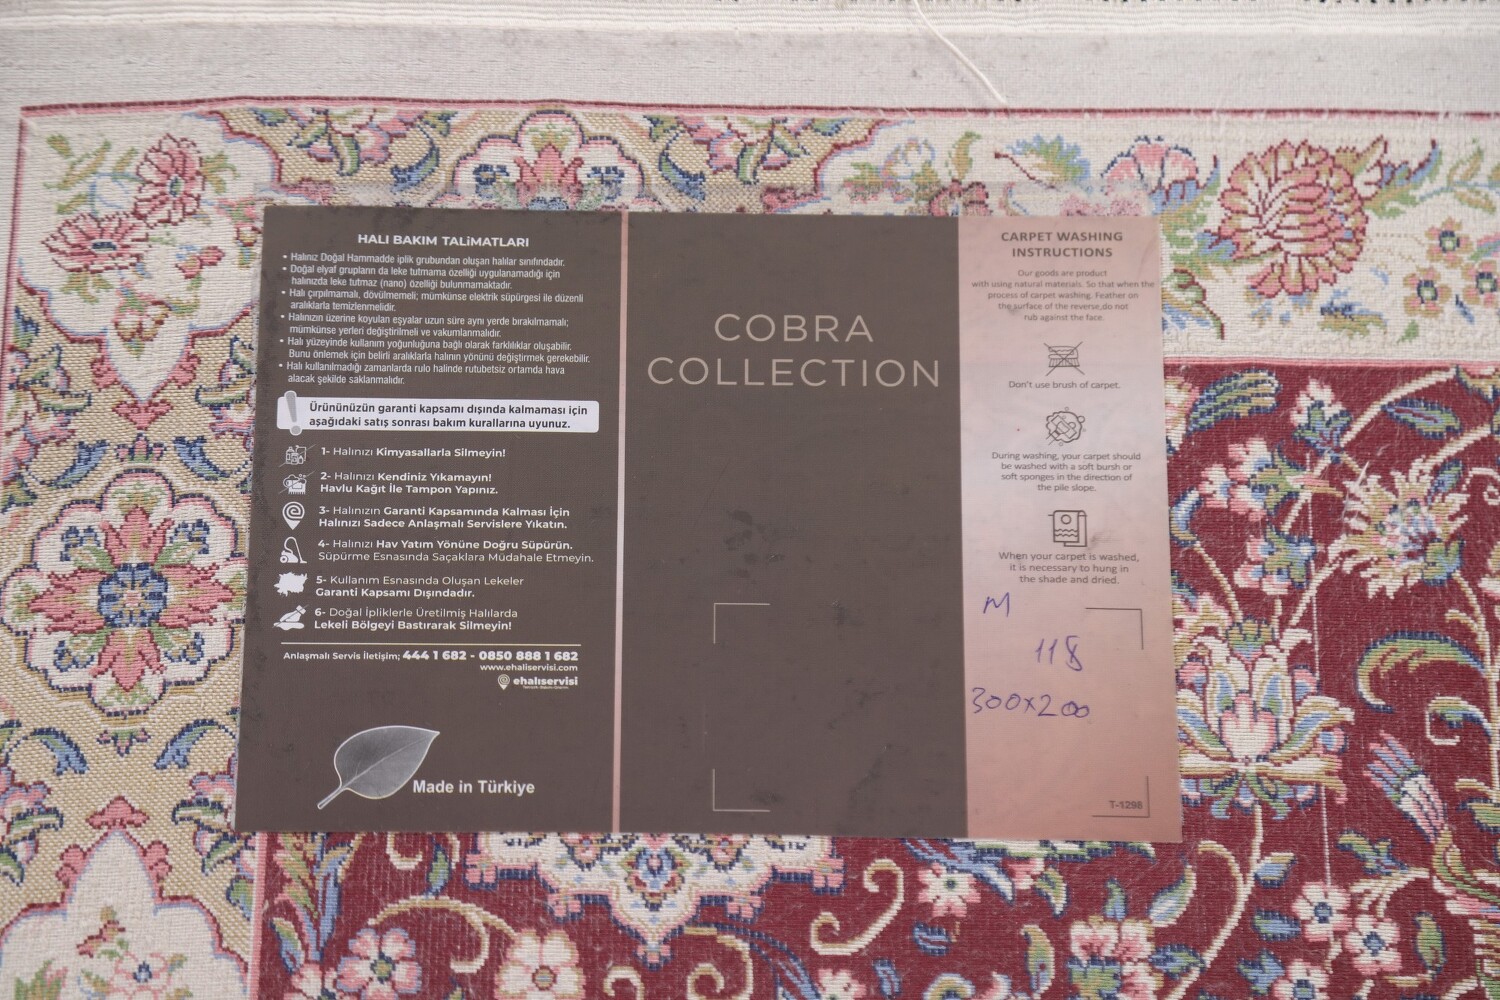 HALI BAKIM TALİMATLARI
• Halınız Doğal Hammadde iplik grubundan oluşan halılar sınıfındadır.
• Doğal elyaf grupların da leke tutmama özelliği uygulanamadığı için
halınızda leke tutmaz (nano) özelliği bulunmamaktadır.
• Halı çırpılmamalı, dövülmemeli; mümkünse elektrik süpürgesi ile düzenli
aralıklarla temizlenmelidir.
• Halınızın üzerine koyulan eşyalar uzun süre aynı yerde bırakılmamalı;
mümkünse yerleri değiştirilmeli ve vakumlanmalıdır.
• Halı yüzeyinde kullanım yoğunluğuna bağlı olarak farklılıklar oluşabilir.
Bunu önlemek için belirli aralıklarla halının yönünü değiştirmek gerekebilir.
• Halı kullanılmadığı zamanlarda rulo halinde rutubetsiz ortamda hava
alacak şekilde saklanmalıdır.
Ürününüzün garanti kapsamı dışında kalmaması için
aşağıdaki satış sonrası bakım kurallarına uyunuz.
1- Halınızı Kimyasallarla Silmeyin!
2- Halınızı Kendiniz Yıkamayın!
Havlu Kağıt İle Tampon Yapınız.
3- Halınızın Garanti Kapsamında Kalması İçin
Halınızı Sadece Anlaşmalı Servislere Yıkatın.
4- Halınızı Hav Yatım Yönüne Doğru Süpürün.
Süpürme Esnasında Saçaklara Müdahale Etmeyin.
5- Kullanım Esnasında Oluşan Lekeler
Garanti Kapsamı Dışındadır.
6- Doğal İpliklerle Üretilmiş Halılarda
Lekeli Bölgeyi Bastırarak Silmeyin!
Anlaşmalı Servis İletişim; 444 1 682 - 0850 888 1 682
www.ehaliservisi.com
ehalıservisi
Made in Türkiye
COBRA
COLLECTION
CARPET WASHING
INSTRUCTIONS
Our goods are product
with using natural materials. So that when the
process of carpet washing. Feather on
the surface of the reverse,do not
rub against the face.
Don't use brush of carpet.
During washing, your carpet should
be washed with a soft bursh or
soft sponges in the direction of
the pile slope.
When your carpet is washed,
it is necessary to hung in
the shade and dried.
M
118
300x200
T-1298